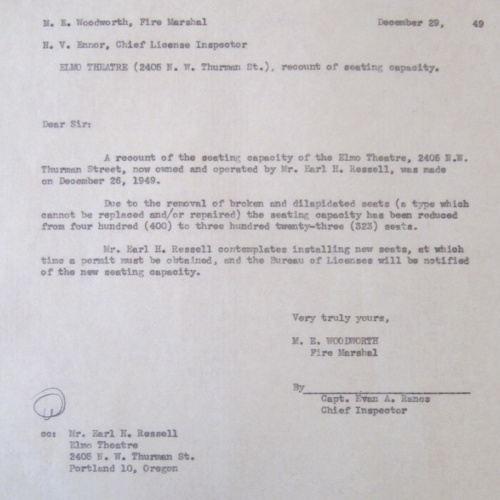 M. E. Woodworth, Fire Marshal December 29, 49
H. V. Ennor, Chief License Inspector
ELMO THEATRE (2405 N. W. Thurman St.), recount of seating capacity.
Dear Sir:
A recount of the seating capacity of the Elmo Theatre, 2405 N.W.
Thurman Street, now owned and operated by Mr. Earl H. Ressell, was made
on December 26, 1949.
Due to the removal of broken and dilapidated seats (a type which
cannot be replaced and/or repaired) the seating capacity has been reduced
from four hundred (400) to three hundred twenty-three (323) seats.
Mr. Earl H. Ressell contemplates installing new seats, at which
time a permit must be obtained, and the Bureau of Licenses will be notified
of the new seating capacity.
Very truly yours,
M. E. WOODWORTH
Fire Marshal
By
Capt. Evan A. Hanes
Chief Inspector
cc: Mr. Earl H. Ressell
Elmo Theatre
2405 N. W. Thurman St.
Portland 10, Oregon